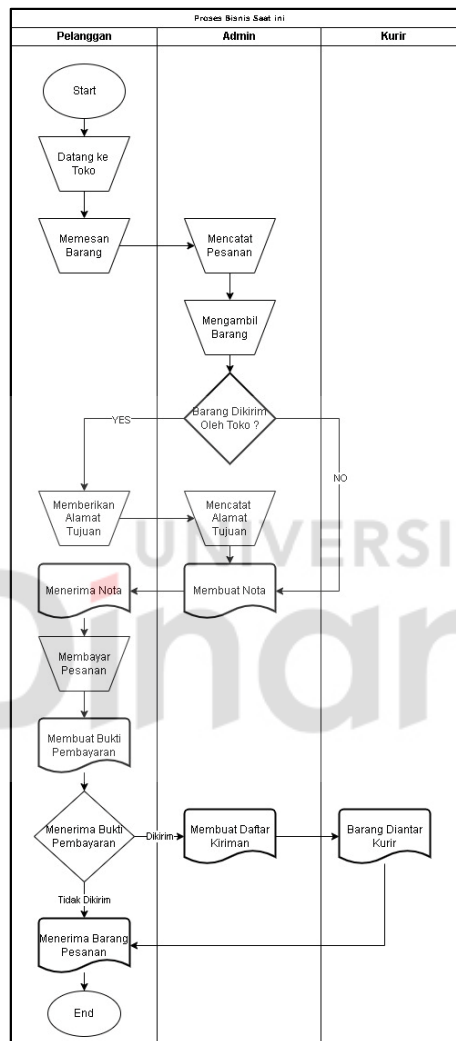 Proses Bisnis Saat ini
Pelanggan
Admin
Kurir
Start
Datang ke
Toko
Memesan
Barang
Mencatat
Pesanan
Mengambil
Barang
Barang Dikirim
Oleh Toko ?
YES
NO
Memberikan
Alamat
Tujuan
Mencatat
Alamat
Tujuan
UNIVERSI
Menerima Nota
Membuat Nota
Dinar
Membayar
Pesanan
Membuat Bukti
Pembayaran
Menerima Bukti
Pembayaran
Dikirim
Membuat Daftar
Kiriman
Barang Diantar
Kurir
Tidak Dikirim
Menerima Barang
Pesanan
End